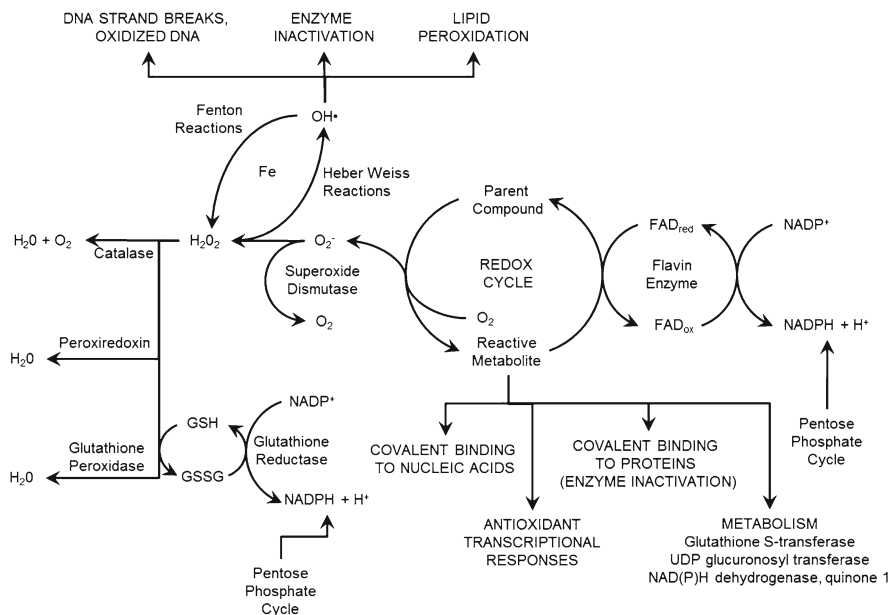 DNA STRAND BREAKS,
OXIDIZED DNA
ENZYME
INACTIVATION
LIPID
PEROXIDATION
Fenton
Reactions
OH•
Fe
Heber Weiss
Reactions
H₂0 + O₂
Catalase
H₂0₂
O₂⁻
Superoxide
Dismutase
O₂
Parent
Compound
REDOX
CYCLE
O₂
Reactive
Metabolite
FADred
Flavin
Enzyme
FADox
NADP⁺
NADPH + H⁺
Pentose
Phosphate
Cycle
Peroxiredoxin
H₂0
Glutathione
Peroxidase
H₂0
GSH
GSSG
NADP⁺
Glutathione
Reductase
NADPH + H⁺
Pentose
Phosphate
Cycle
COVALENT BINDING
TO NUCLEIC ACIDS
COVALENT BINDING
TO PROTEINS
(ENZYME INACTIVATION)
ANTIOXIDANT
TRANSCRIPTIONAL
RESPONSES
METABOLISM
Glutathione S-transferase
UDP glucuronosyl transferase
NAD(P)H dehydrogenase, quinone 1